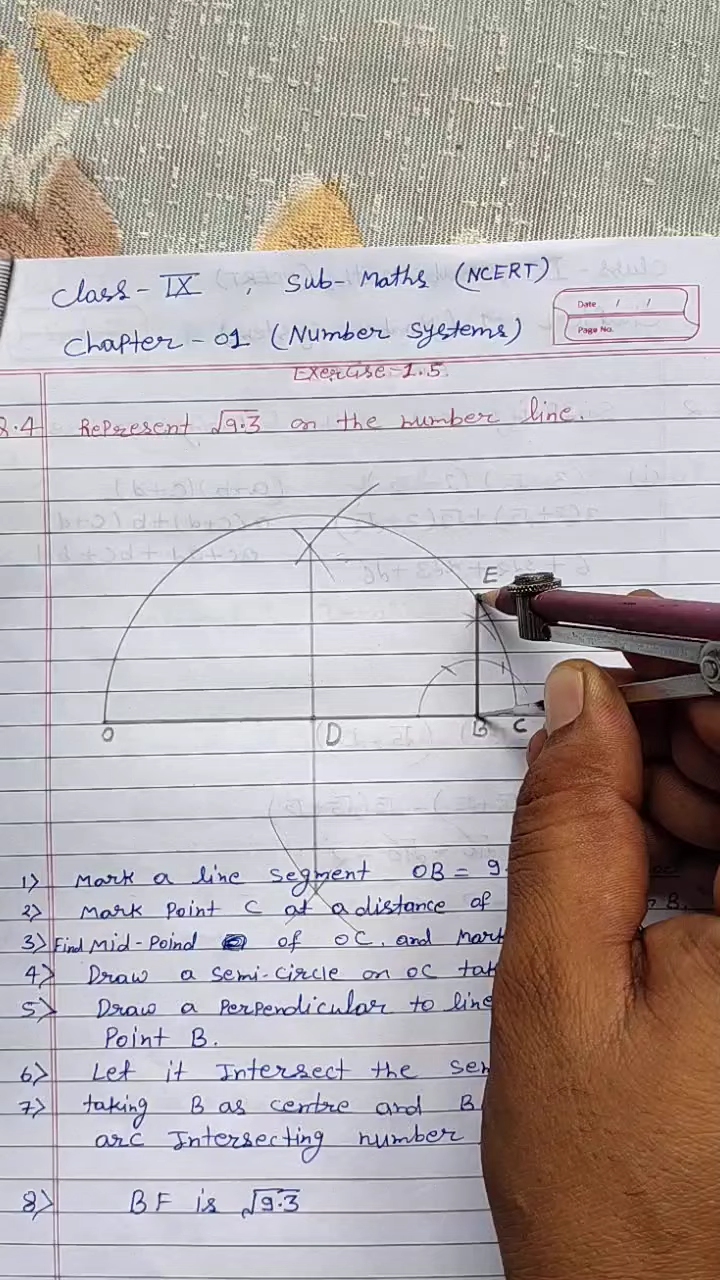 Class - IX , Sub - Maths (NCERT)
Chapter - 01 (Number Systems)
Date / /
Page No.
Exercise - 1.5
.4 Represent √9.3 on the number line.
E
O D B C
1) Mark a line segment OB = 9.
2) Mark Point C at a distance of B.
3) Find Mid-Poind of OC, and Mark
4) Draw a semi-circle on OC
5) Draw a Perpendicular to line
Point B.
6) Let it Intersect the
7) taking B as centre and B
arc Intersecting number
8) BF is √9.3